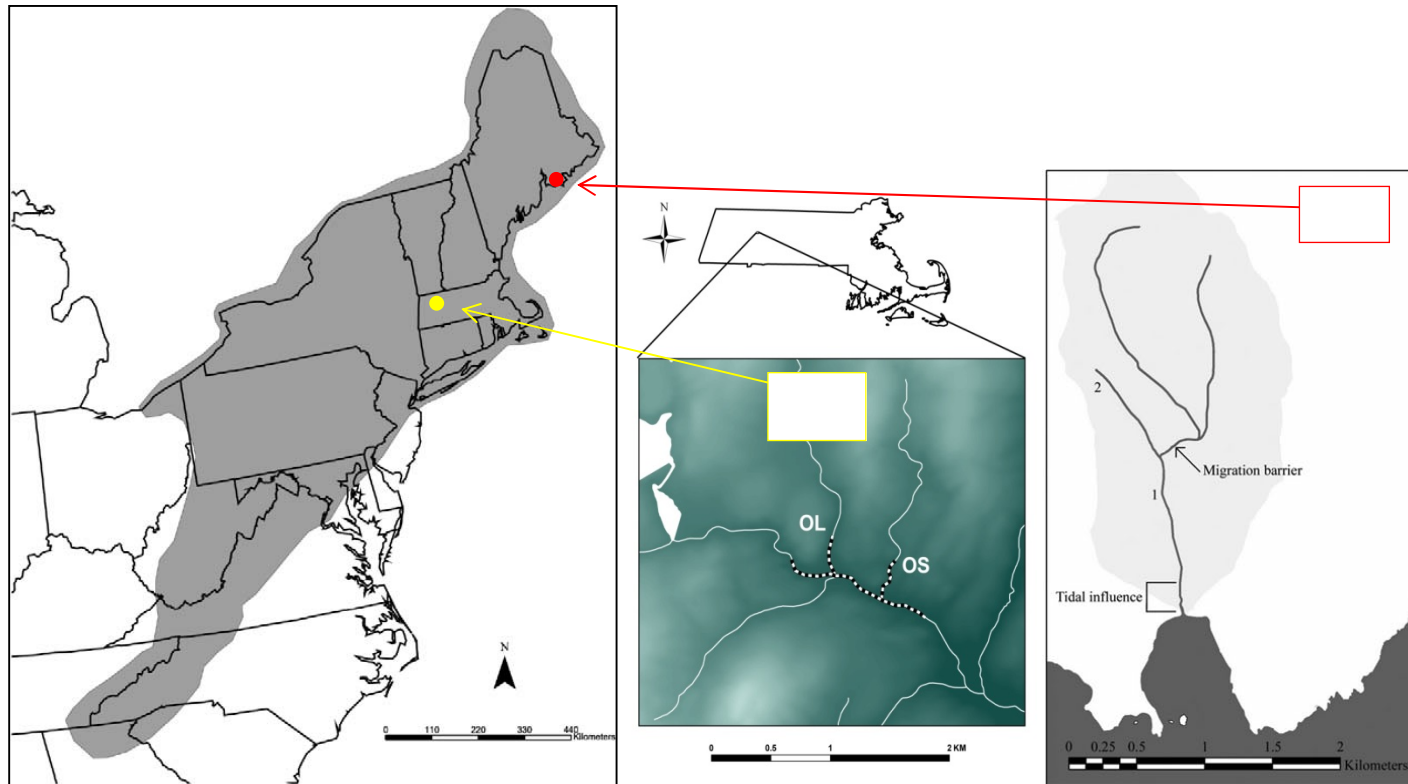 N
0 110 220 330 440
Kilometers
N
OL
OS
0 0.5 1 2 KM
2
Migration barrier
1
Tidal influence
0 0.25 0.5 1 1.5 2
Kilometers